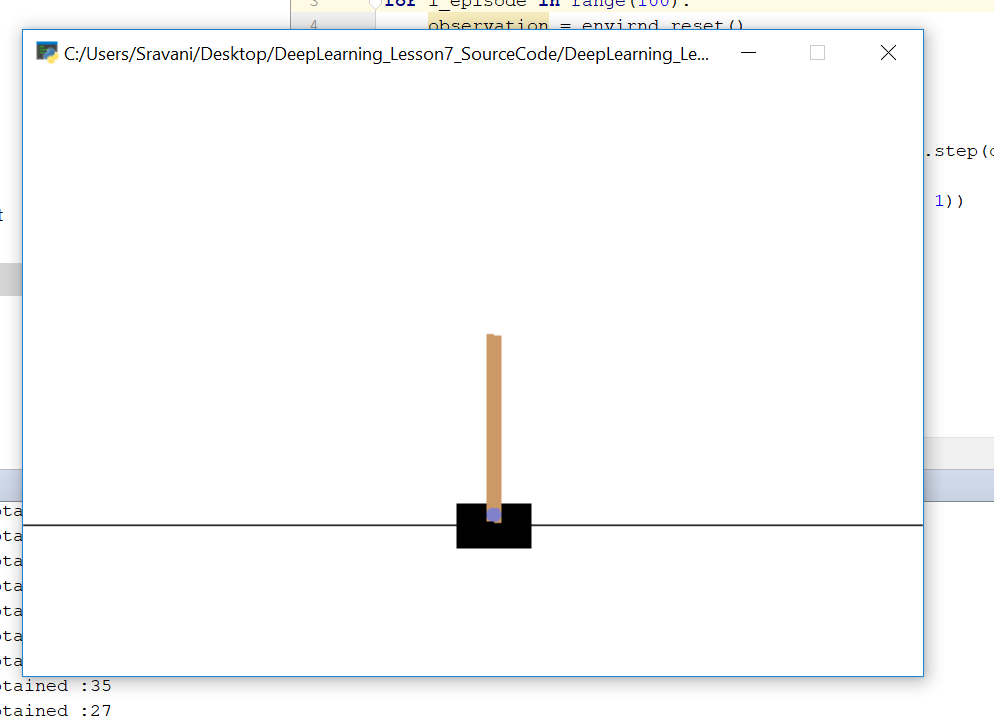 3 for i_episode in range(100):
4 observation = envirnd.reset()
C:/Users/Sravani/Desktop/DeepLearning_Lesson7_SourceCode/DeepLearning_Le...
.step(
1))
t
ota
ota
ota
ota
ota
ota
ota
otained :35
otained :27